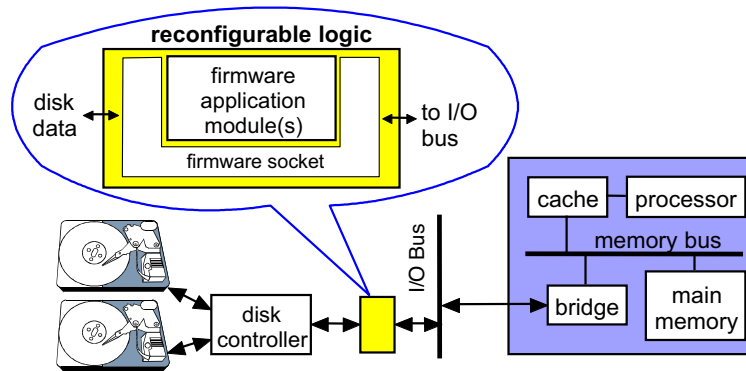 reconfigurable logic
firmware
application
module(s)
disk
data
to I/O
bus
firmware socket
cache
processor
memory bus
I/O Bus
disk
controller
bridge
main
memory